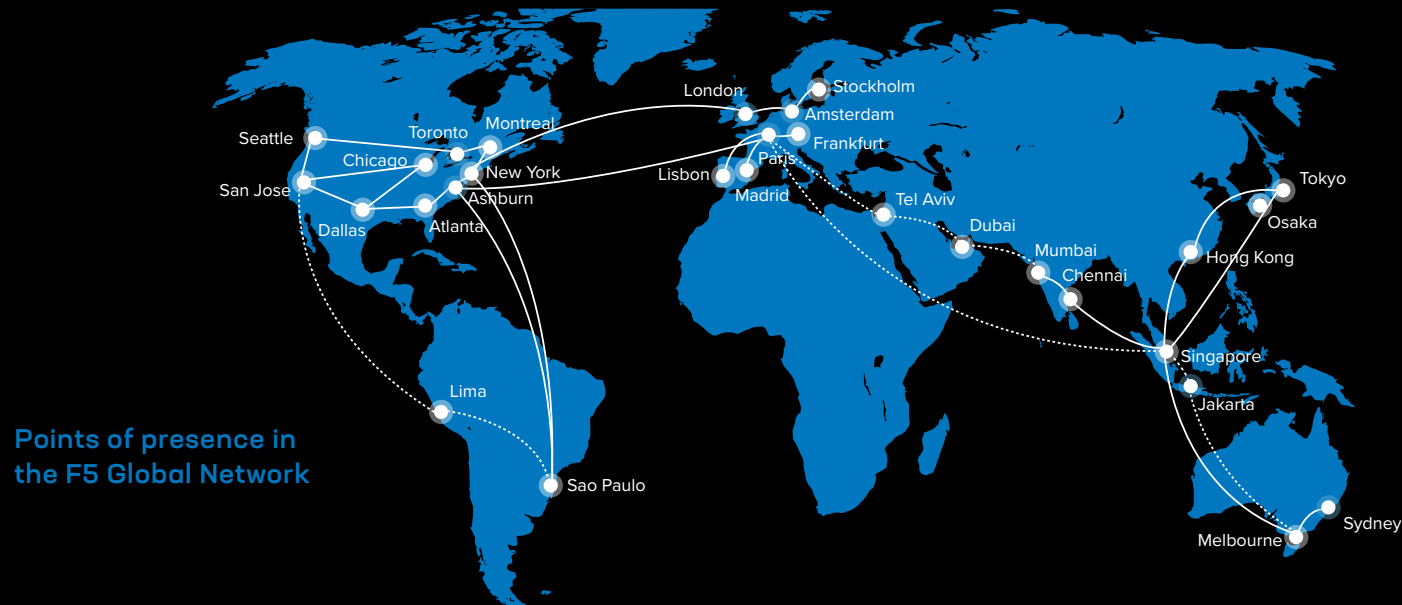 London
Stockholm
Amsterdam
Seattle
Toronto
Montreal
Frankfurt
Chicago
Paris
New York
Lisbon
San Jose
Madrid
Ashburn
Tokyo
Tel Aviv
Osaka
Dallas
Atlanta
Dubai
Mumbai
Hong Kong
Chennai
Singapore
Lima
Jakarta
Points of presence in
the F5 Global Network
Sao Paulo
Sydney
Melbourne